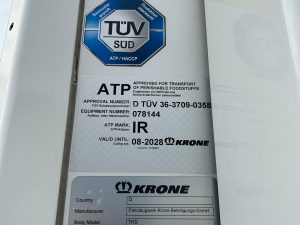 TÜV
SÜD
ATP / HACCP
ATP APPROVED FOR TRANSPORT
OF PERISHABLE FOODSTUFFS
APPROVAL NUMBER: D TÜV 36-3709-0358
EQUIPMENT NUMBER 078144
ATP MARK: IR
VALID UNTIL 08-2028 KRONE
KRONE
Country D
Manufacturer Fahrzeugwerk Krone Beteiligungs-GmbH
Body Model TKS